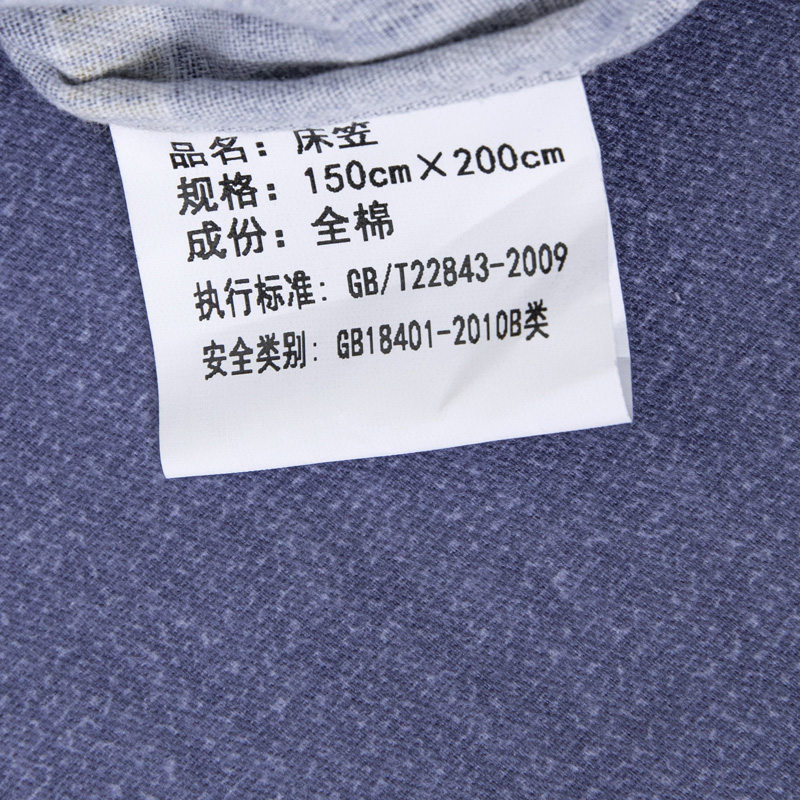 品名：床笠
规格：150cm×200cm
成份：全棉
执行标准：GB/T22843-2009
安全类别：GB18401-2010B类